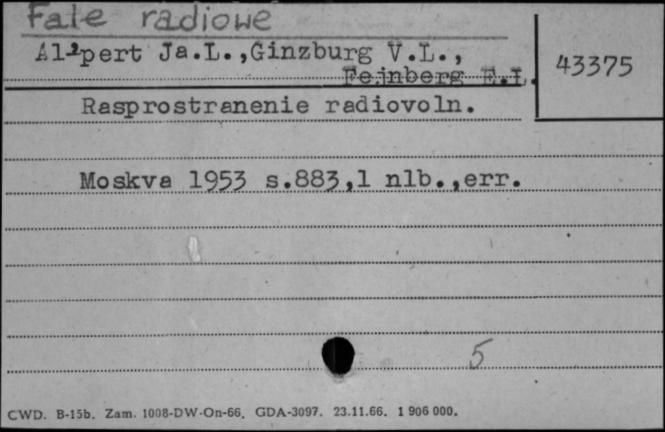 Fale radiowe
Al'pert Ja.L.,Ginzburg V.L.,
Fejnberg E.L.
43375
Rasprostranenie radiovoln.
Moskva 1953 s.883,1 nlb.,err.
5
CWD. B-15b. Zam. 1008-DW-On-66. GDA-3097. 23.11.66. 1 906 000.